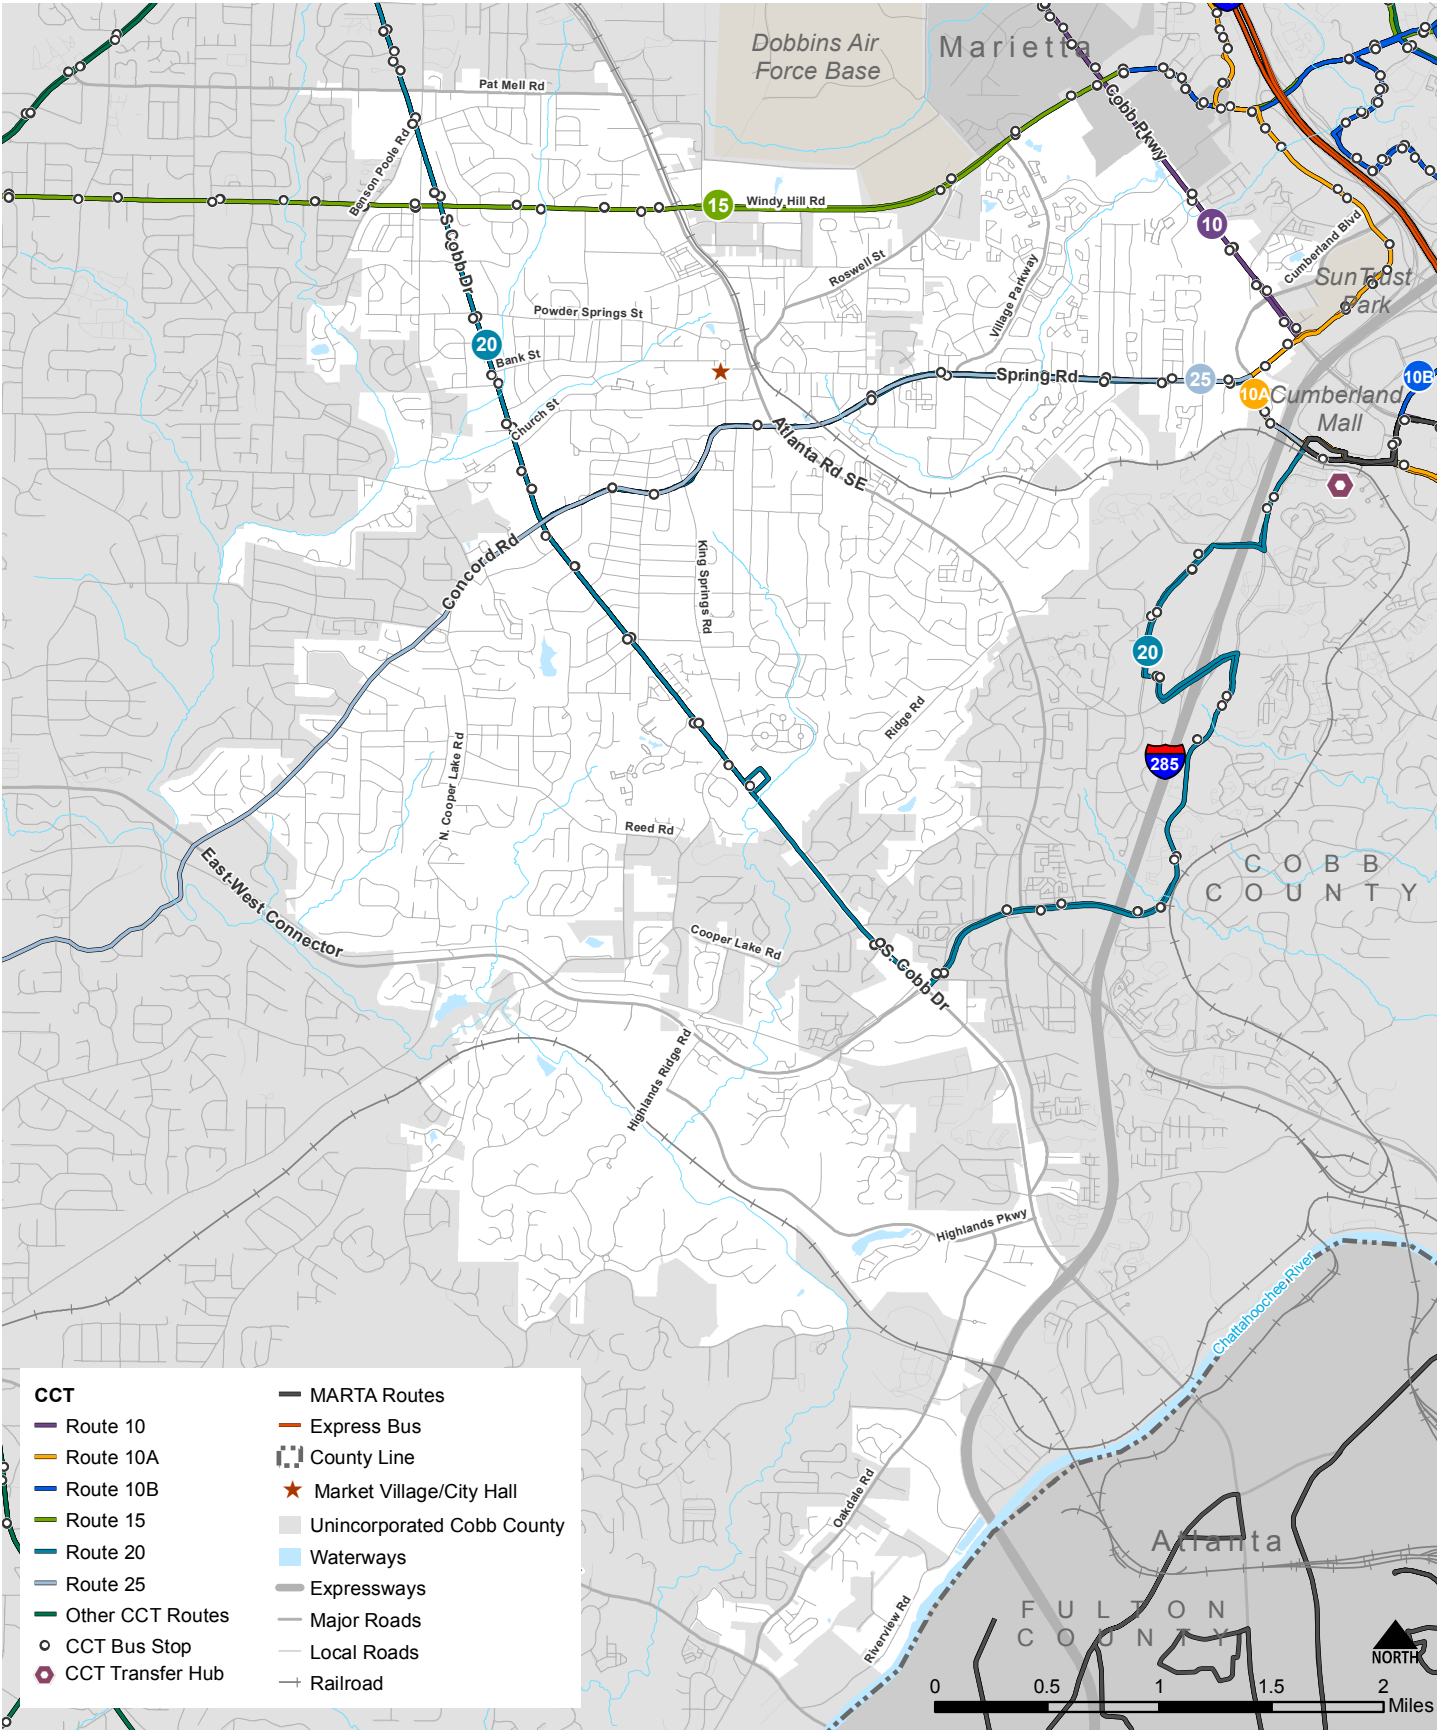 Dobbins Air
Force Base
Marietta
Pat Mell Rd
Cobb Pkwy
Benson Poole Rd
15
Windy Hill Rd
10
S Cobb Dr
Cumberland Blvd
Roswell St
Village Parkway
SunTrust
Park
Powder Springs St
20
Bank St
Spring Rd
25
10A
10B
Cumberland
Mall
Church St
Atlanta Rd SE
Concord Rd
King Springs Rd
20
Ridge Rd
285
N. Cooper Lake Rd
Reed Rd
East-West Connector
COBB
COUNTY
Cooper Lake Rd
S. Cobb Dr
Highlands Ridge Rd
Highlands Pkwy
Chattahoochee River
Oakdale Rd
Riverview Rd
Atlanta
FULTON
COUNTY
NORTH
0 0.5 1 1.5 2
Miles
CCT
Route 10
Route 10A
Route 10B
Route 15
Route 20
Route 25
Other CCT Routes
CCT Bus Stop
CCT Transfer Hub
MARTA Routes
Express Bus
County Line
Market Village/City Hall
Unincorporated Cobb County
Waterways
Expressways
Major Roads
Local Roads
Railroad